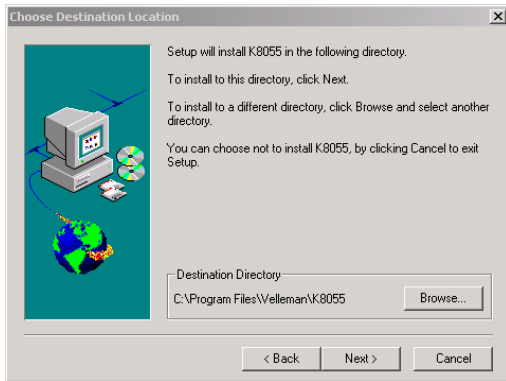 Choose Destination Location
Setup will install K8055 in the following directory.
To install to this directory, click Next.
To install to a different directory, click Browse and select another
directory.
You can choose not to install K8055, by clicking Cancel to exit
Setup.
Destination Directory
C:\Program Files\Velleman\K8055
Browse...
< Back
Next >
Cancel